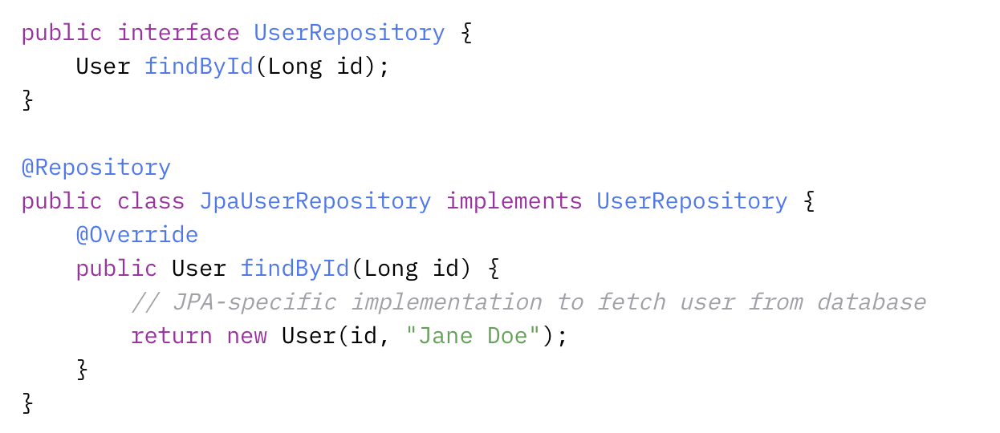 public interface UserRepository {
    User findById(Long id);
}

@Repository
public class JpaUserRepository implements UserRepository {
    @Override
    public User findById(Long id) {
        // JPA-specific implementation to fetch user from database
        return new User(id, "Jane Doe");
    }
}